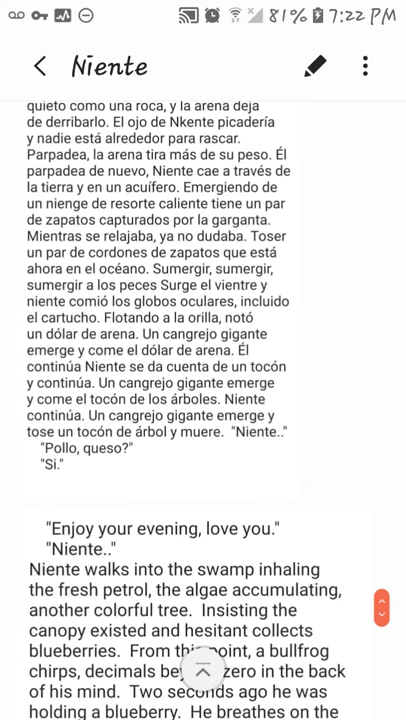 81% 7:22 PM
Niente
quieto como una roca, y la arena deja
de derribarlo. El ojo de Nkente picadería
y nadie está alrededor para rascar.
Parpadea, la arena tira más de su peso. Él
parpadea de nuevo, Niente cae a través de
la tierra y en un acuífero. Emergiendo de
un nienge de resorte caliente tiene un par
de zapatos capturados por la garganta.
Mientras se relajaba, ya no dudaba. Toser
un par de cordones de zapatos que está
ahora en el océano. Sumergir, sumergir,
sumergir a los peces Surge el vientre y
niente comió los globos oculares, incluido
el cartucho. Flotando a la orilla, notó
un dólar de arena. Un cangrejo gigante
emerge y come el dólar de arena. Él
continúa Niente se da cuenta de un tocón
y continúa. Un cangrejo gigante emerge
y come el tocón de los árboles. Niente
continúa. Un cangrejo gigante emerge y
tose un tocón de árbol y muere. "Niente.."
"Pollo, queso?"
"Si."
"Enjoy your evening, love you."
"Niente.."
Niente walks into the swamp inhaling
the fresh petrol, the algae accumulating,
another colorful tree. Insisting the
canopy existed and hesitant collects
blueberries. From this point, a bullfrog
chirps, decimals zero in the back
of his mind. Two seconds ago he was
holding a blueberry. He breathes on the